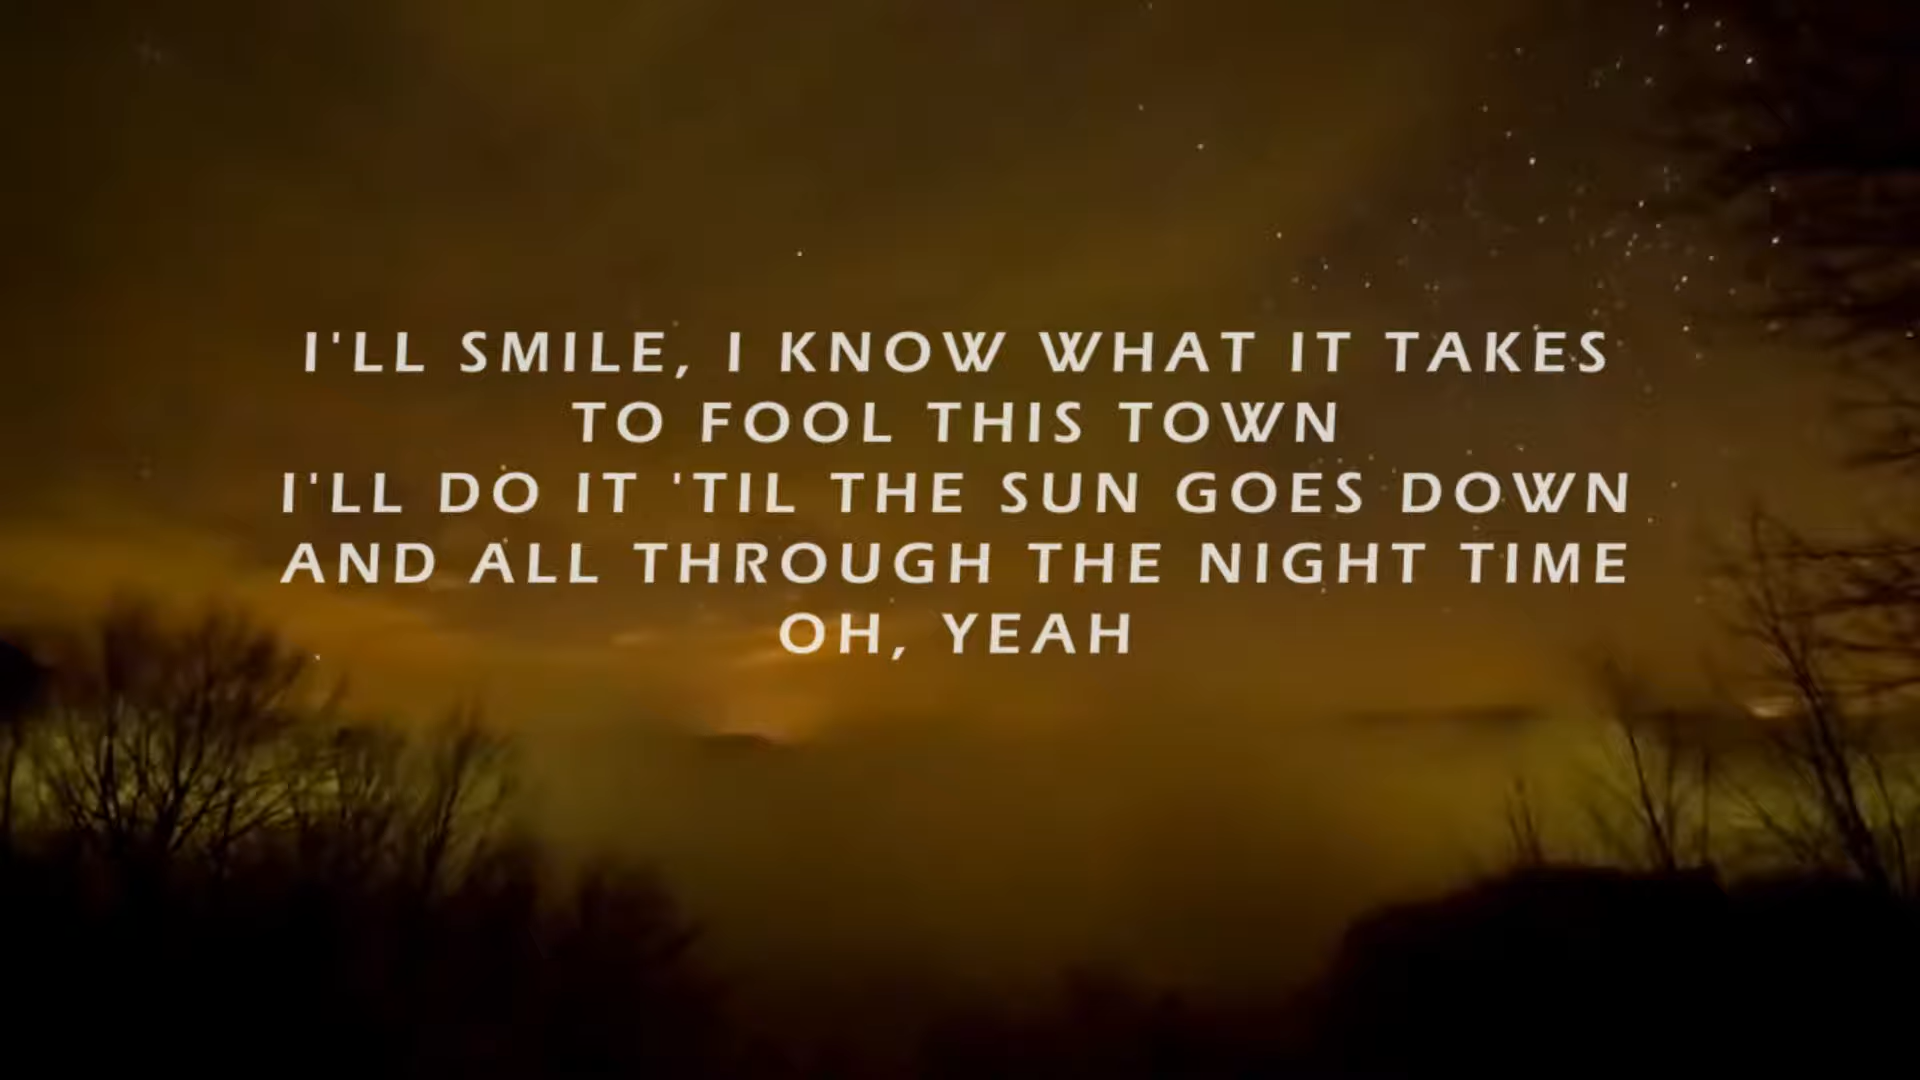 I'LL SMILE, I KNOW WHAT IT TAKES
TO FOOL THIS TOWN
I'LL DO IT 'TIL THE SUN GOES DOWN
AND ALL THROUGH THE NIGHT TIME
OH, YEAH